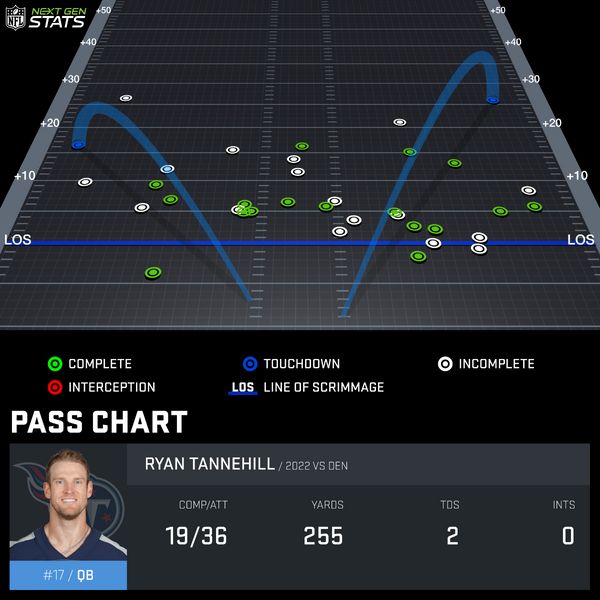 NFL NEXT GEN
STATS
+50 +50
+40 +40
+30 +30
+20 +20
+10 +10
LOS LOS
COMPLETE TOUCHDOWN INCOMPLETE
INTERCEPTION LOS LINE OF SCRIMMAGE
PASS CHART
RYAN TANNEHILL / 2022 VS DEN
COMP/ATT YARDS TDS INTS
19/36 255 2 0
#17 / QB